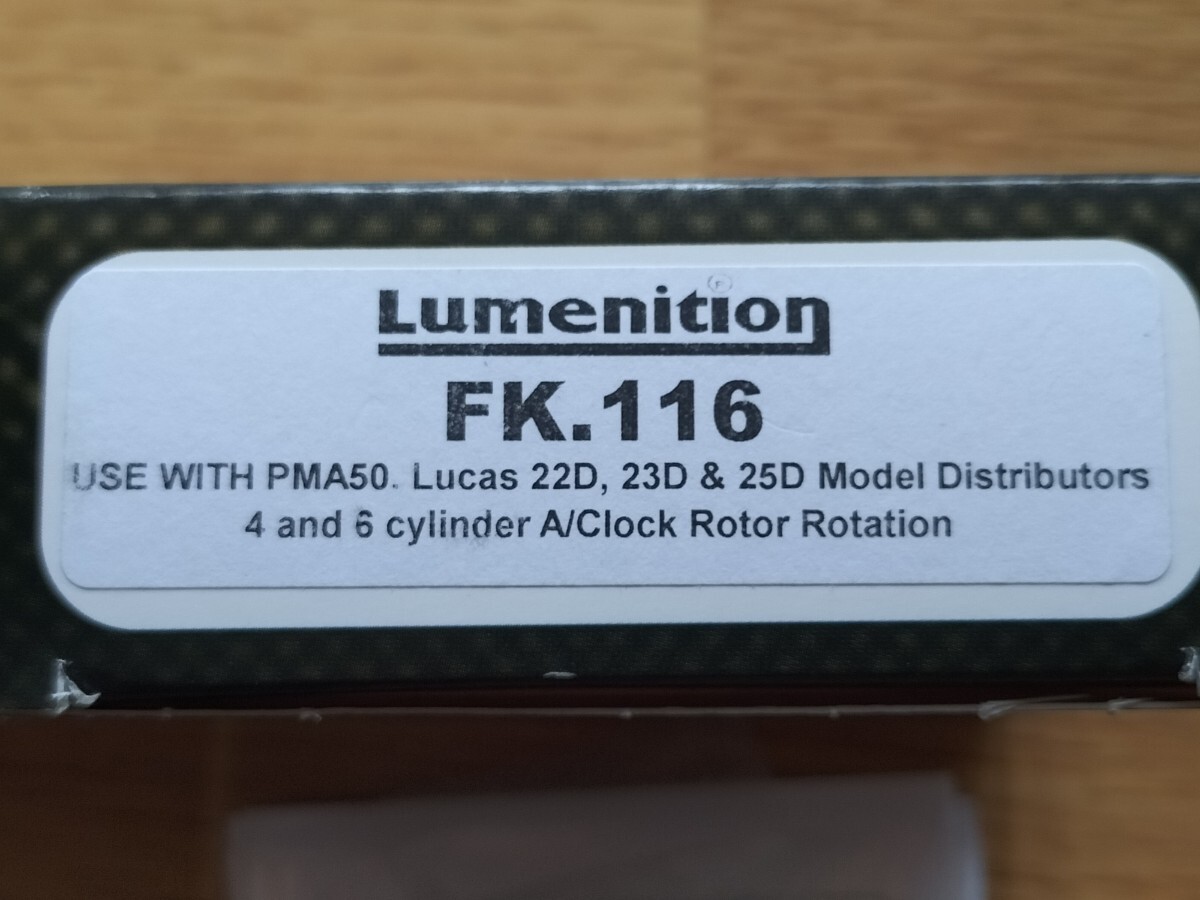 Lumenition®
FK.116
USE WITH PMA50. Lucas 22D, 23D & 25D Model Distributors
4 and 6 cylinder A/Clock Rotor Rotation